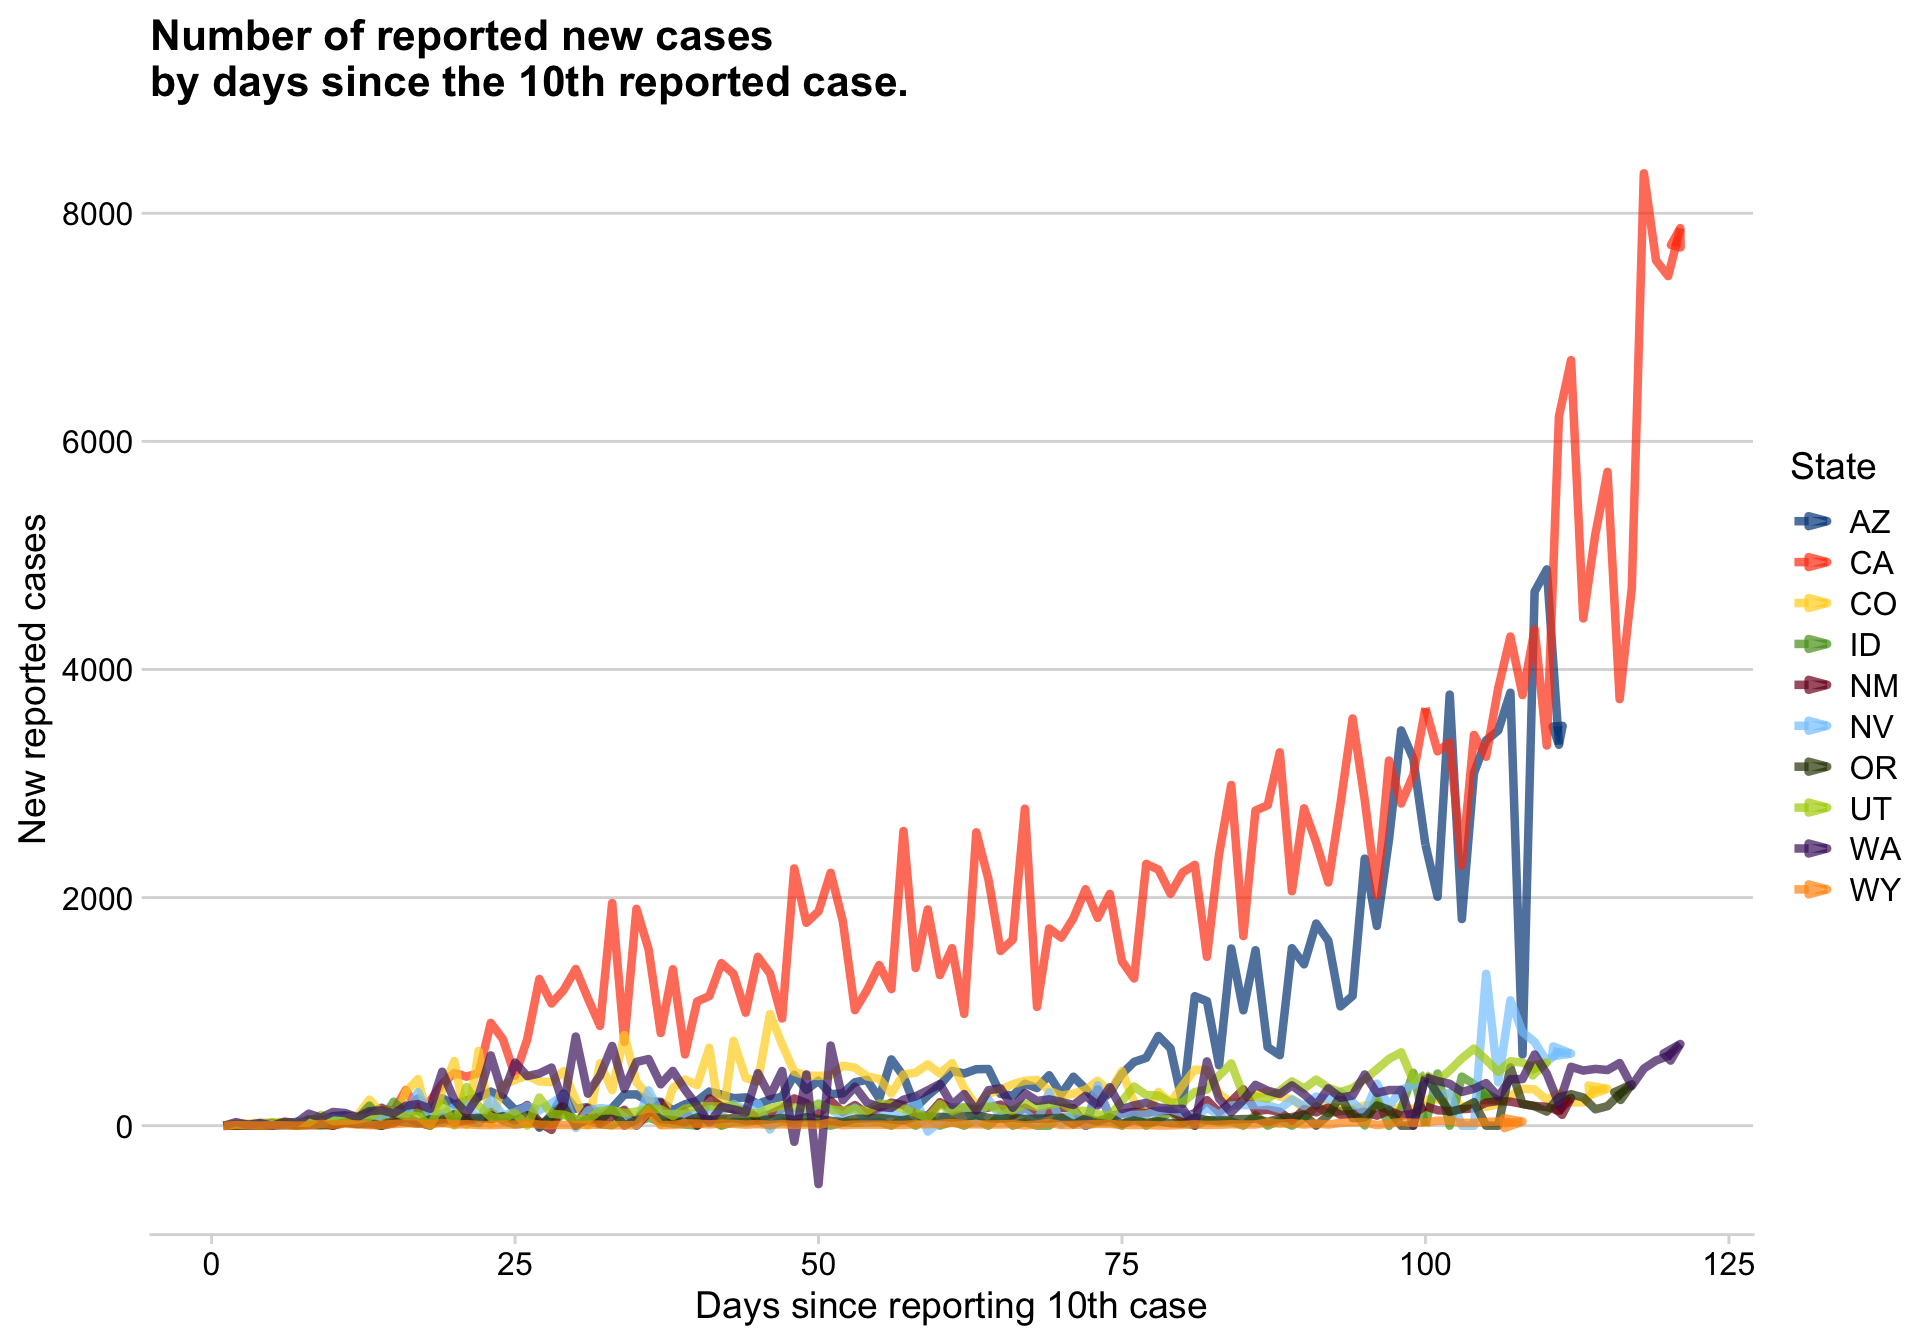 Number of reported new cases
by days since the 10th reported case.
New reported cases
8000
6000
4000
2000
0
0
25
50
75
100
125
Days since reporting 10th case
State
AZ
CA
CO
ID
NM
NV
OR
UT
WA
WY